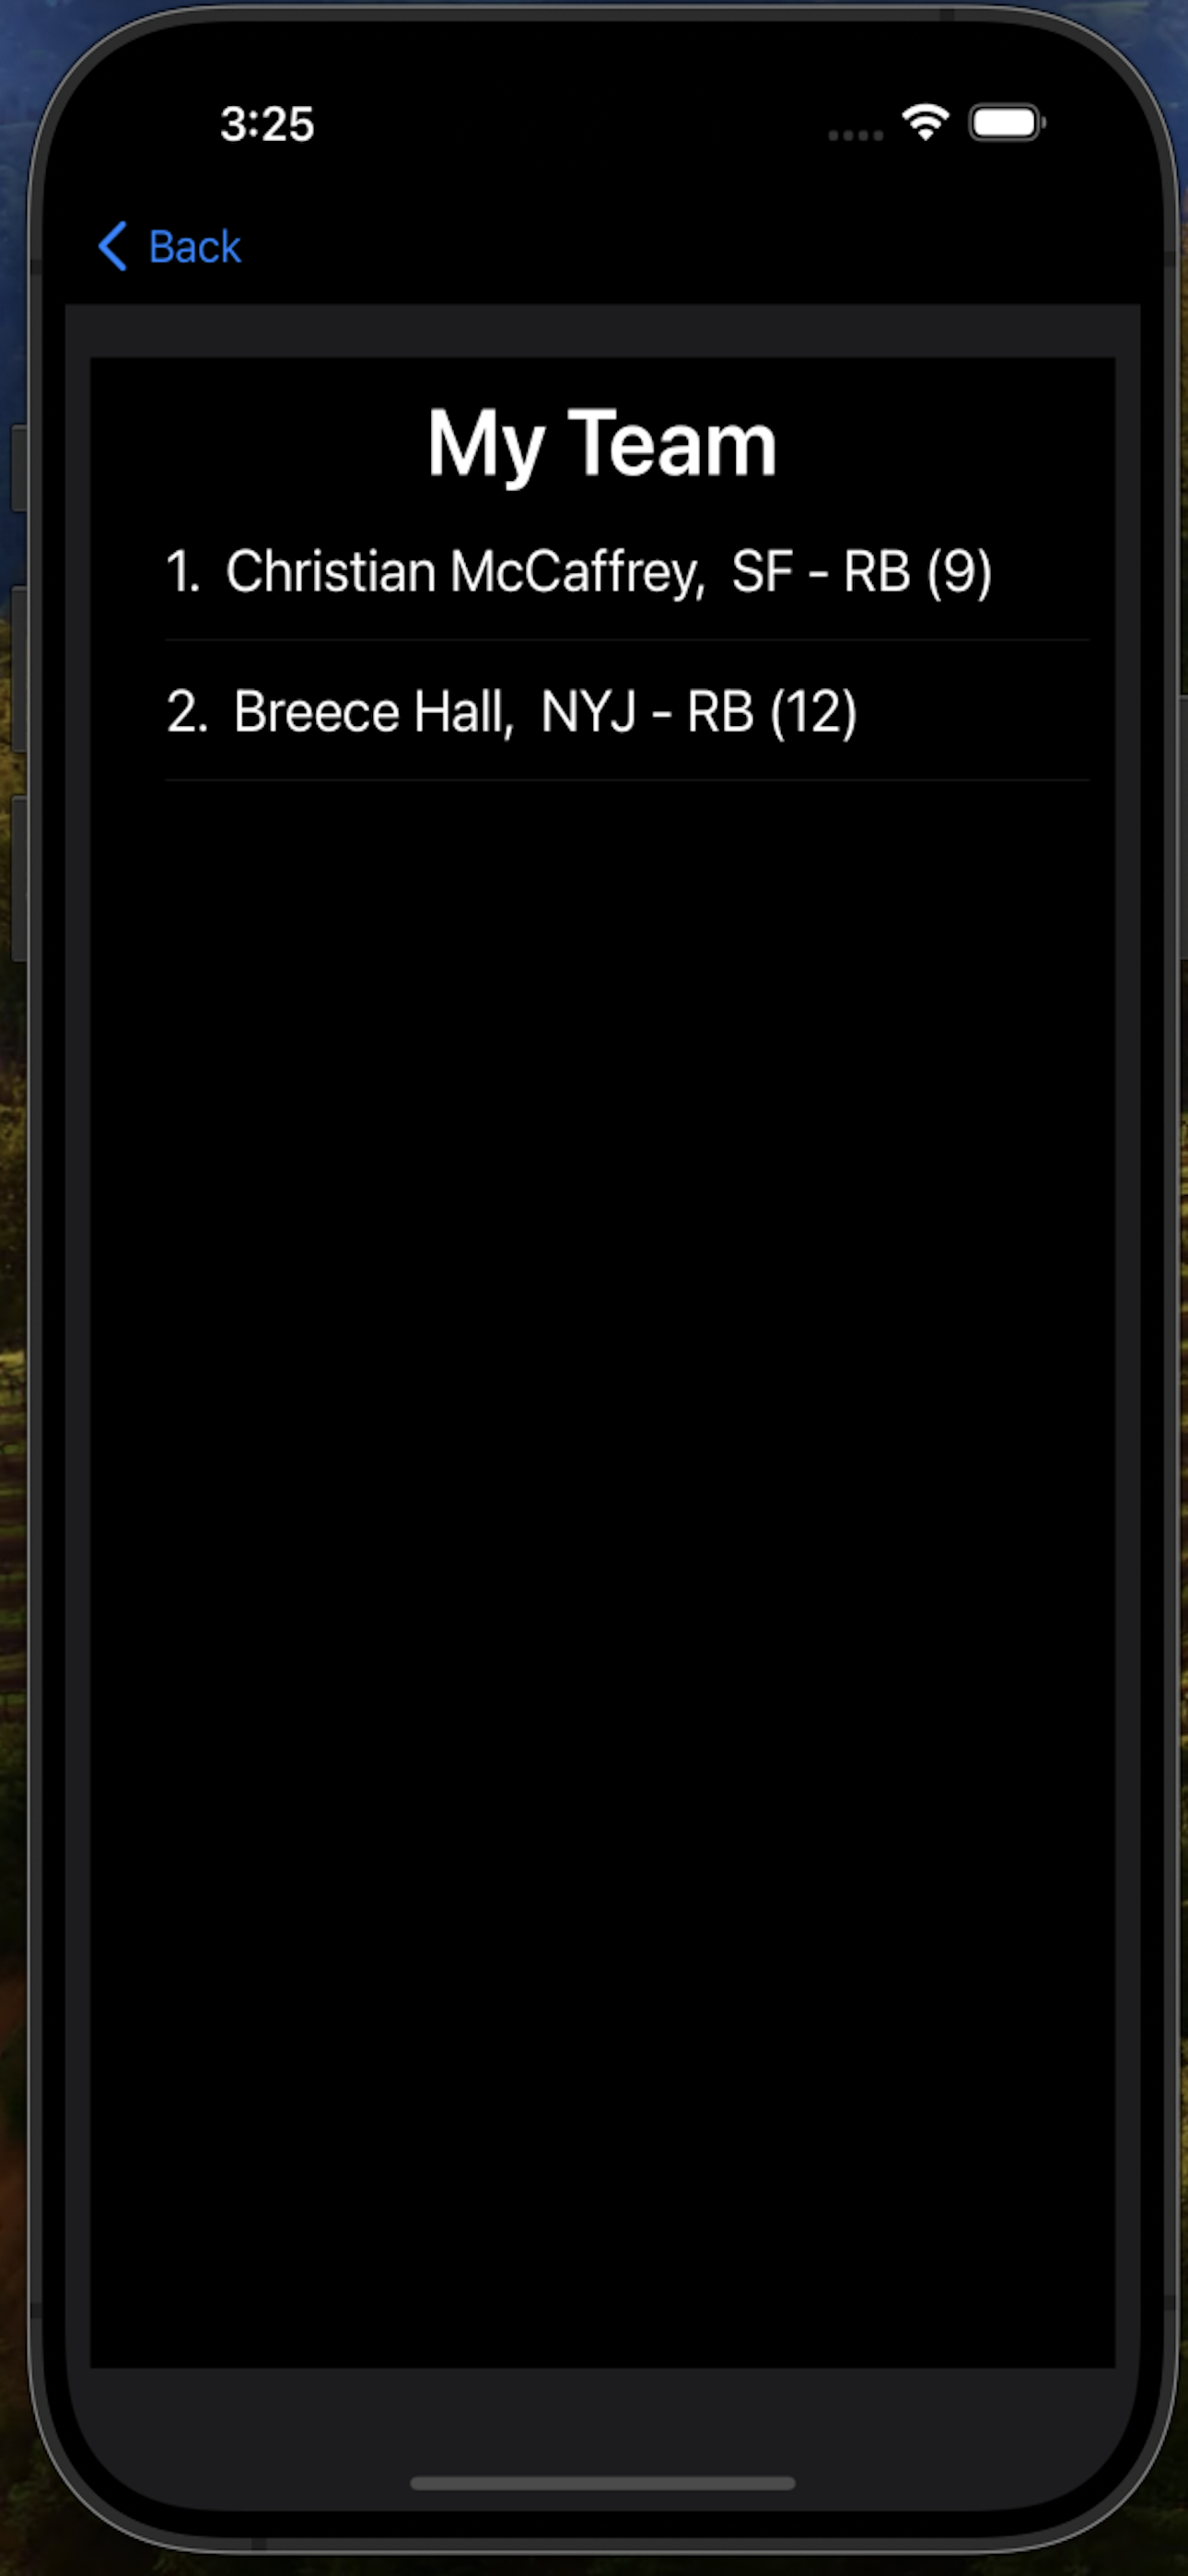 3:25
Back
My Team
1. Christian McCaffrey, SF - RB (9)
2. Breece Hall, NYJ - RB (12)